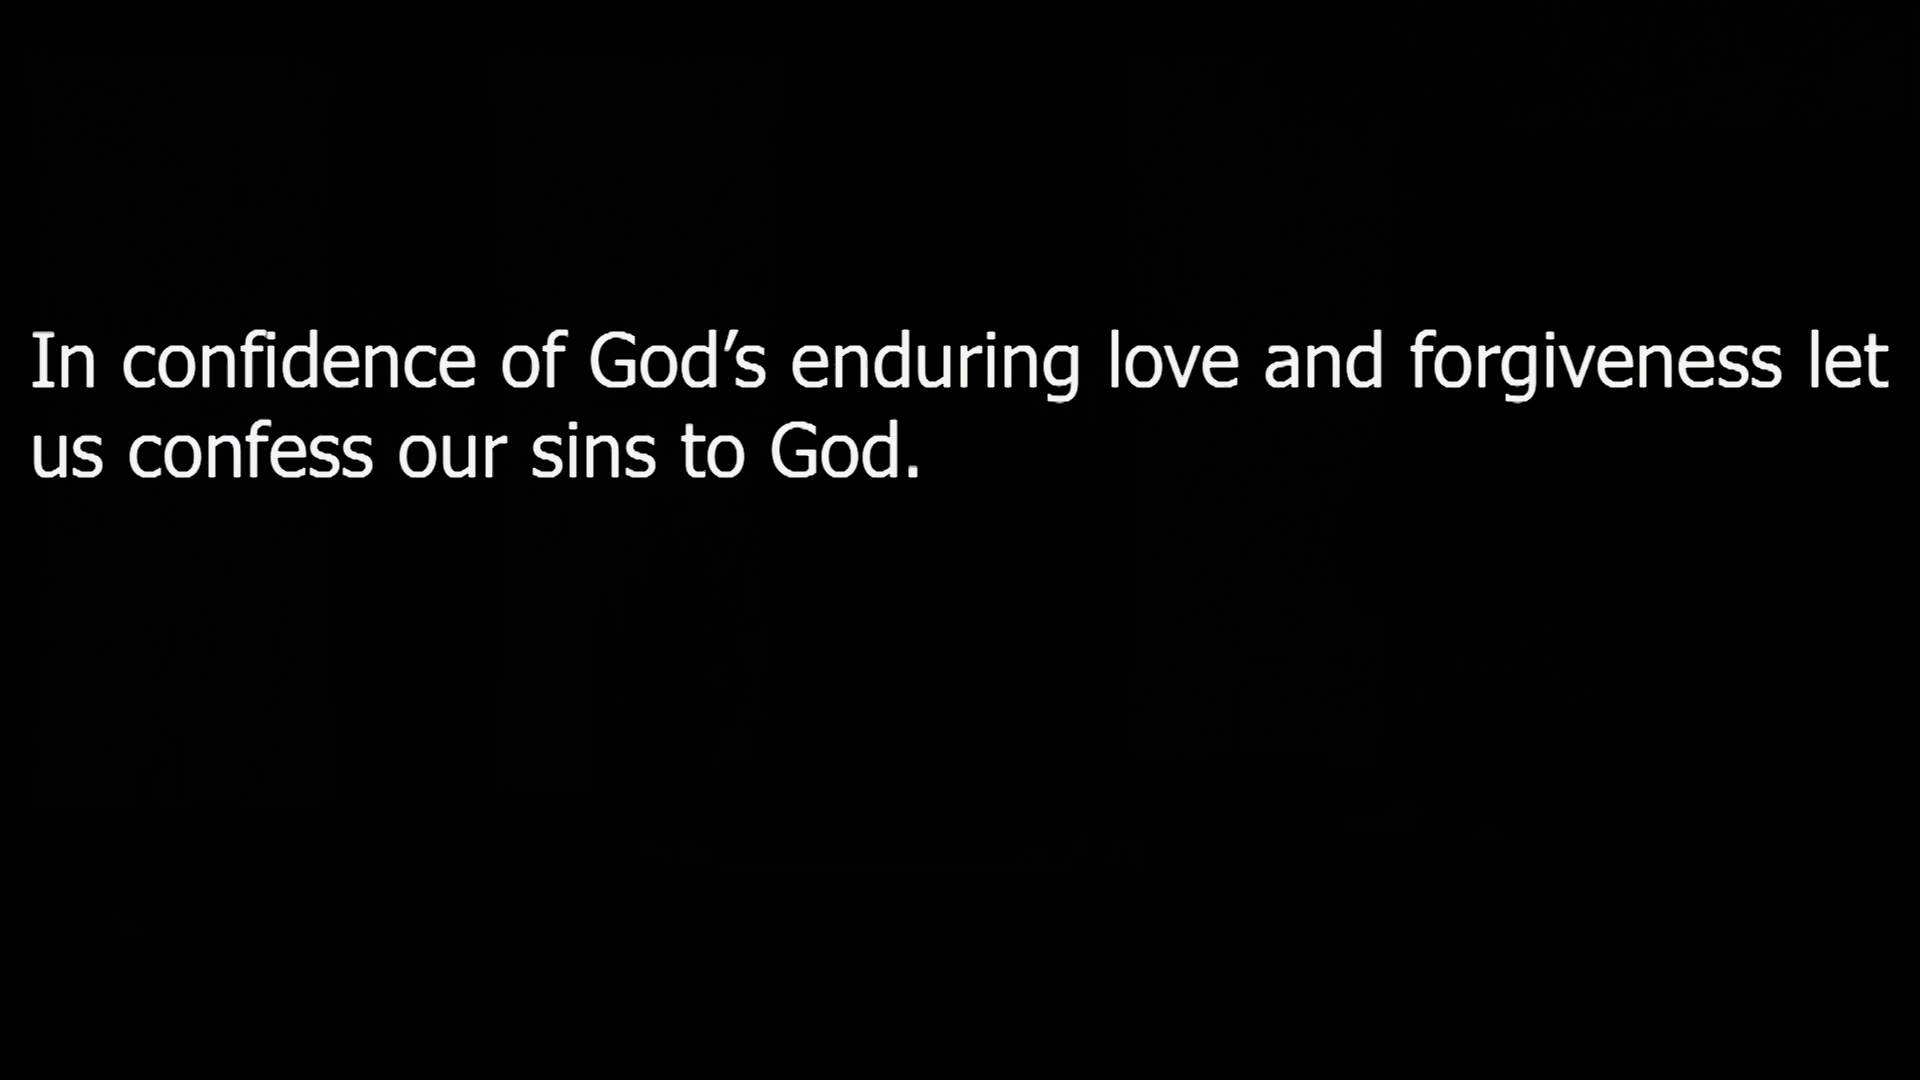 In confidence of God’s enduring love and forgiveness let
us confess our sins to God.